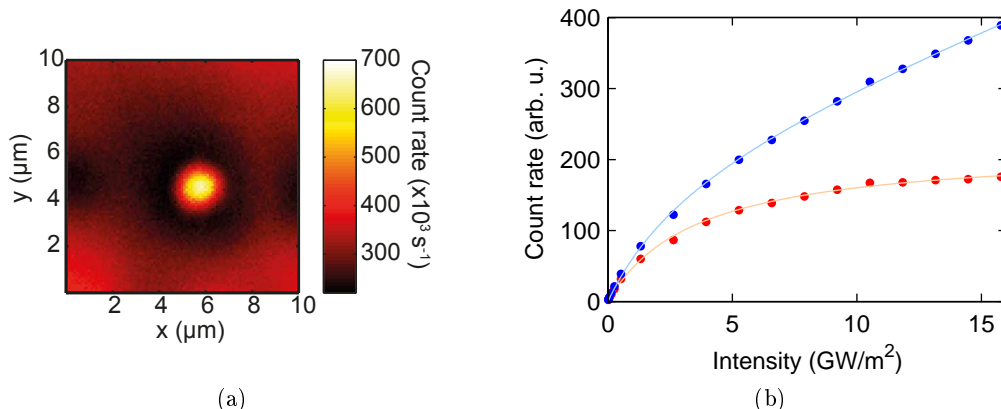 10
8
6
4
2
2 4 6 8 10
x (μm)
y (μm)
700
600
500
400
300
Count rate (x10³ s⁻¹)
(a)
400
300
200
100
0
0 5 10 15
Intensity (GW/m²)
Count rate (arb. u.)
(b)